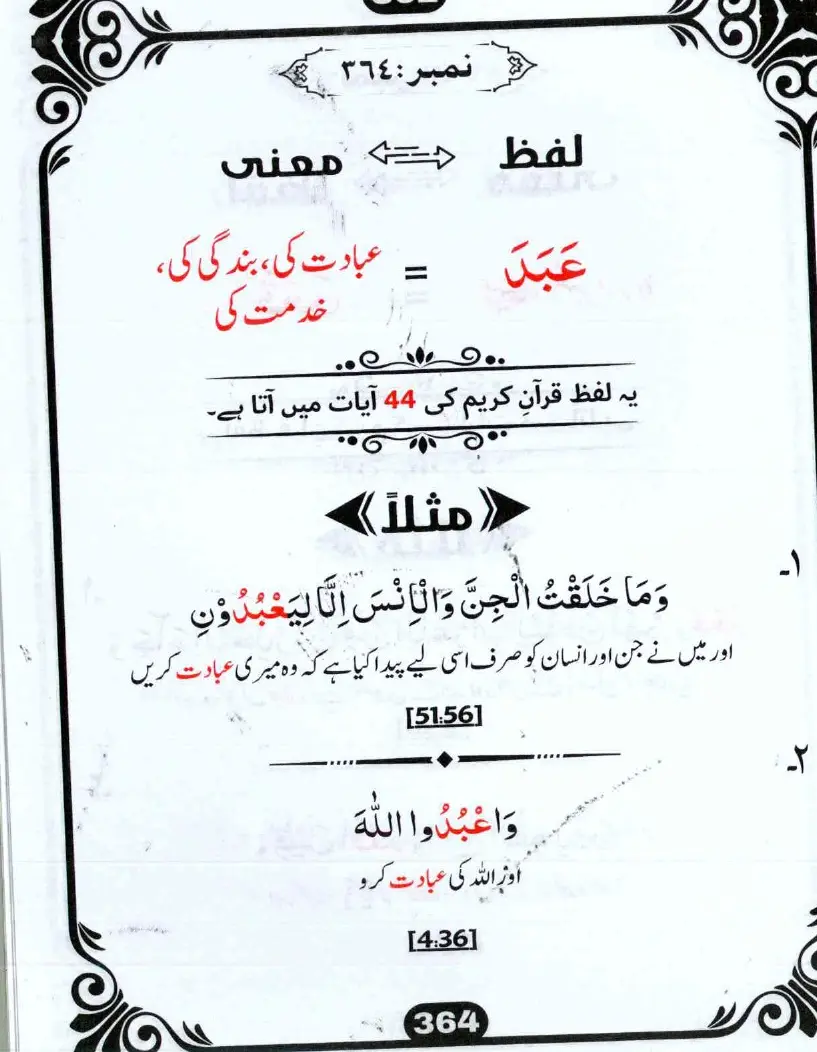 نمبر: ٣٦٤
لفظ معنی
عَبَدَ = عبادت کی، بندگی کی،
خدمت کی
یہ لفظ قرآنِ کریم کی 44 آیات میں آتا ہے۔
مثلاً
١۔
وَمَا خَلَقْتُ الْجِنَّ وَالْاِنْسَ اِلَّا لِيَعْبُدُوْنِ
اور میں نے جن اور انسان کو صرف اسی لیے پیدا کیا ہے کہ وہ میری عبادت کریں
[51:56]
٢۔
وَاعْبُدُوا اللّٰهَ
اور اللہ کی عبادت کرو
[4:36]
364